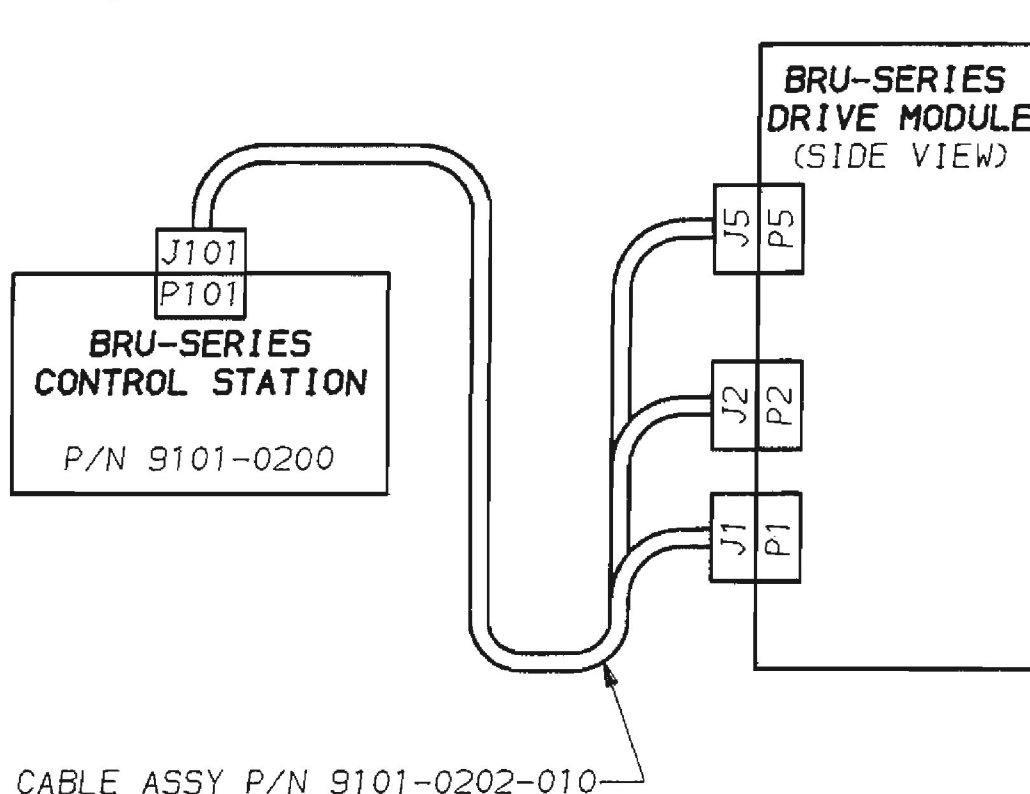 BRU-SERIES
DRIVE MODULE
(SIDE VIEW)
J5
P5
J101
P101
BRU-SERIES
CONTROL STATION
P/N 9101-0200
J2
P2
J1
P1
CABLE ASSY P/N 9101-0202-010